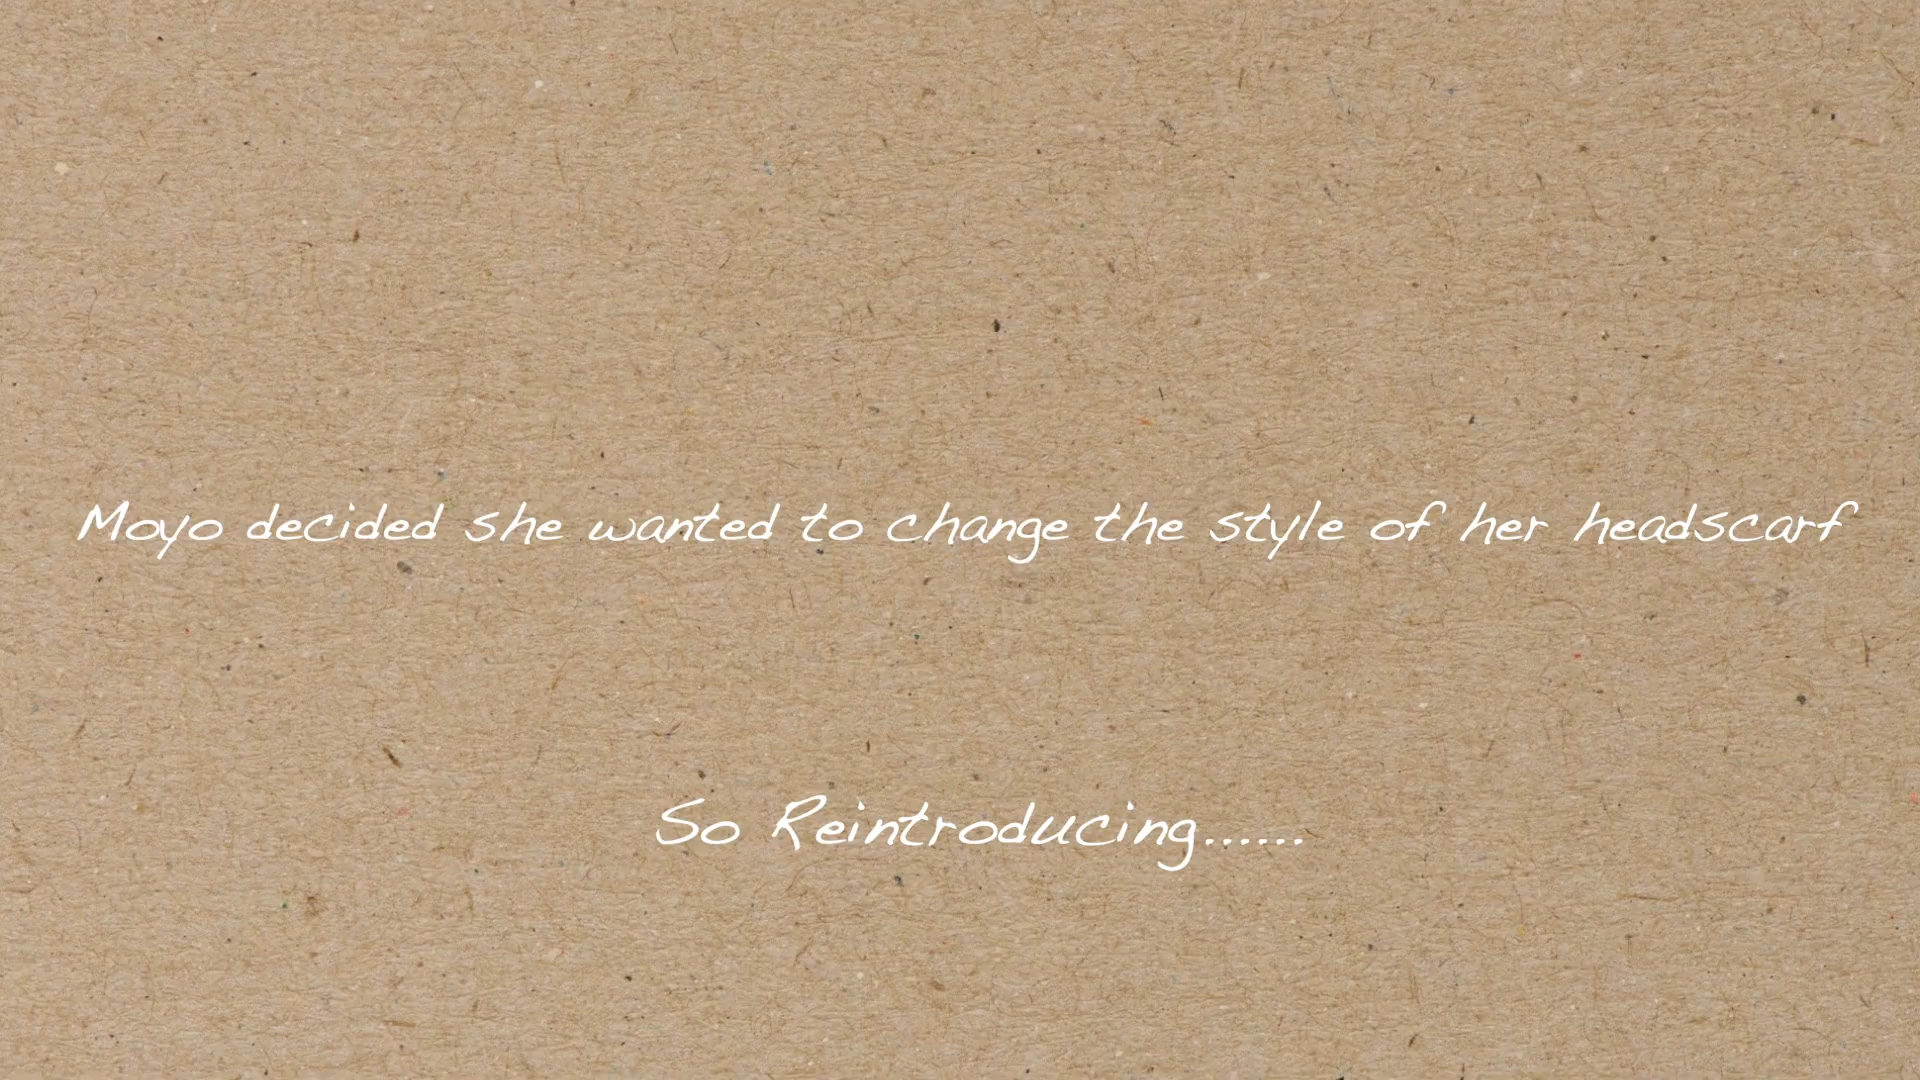 Moyo decided she wanted to change the style of her headscarf
So Reintroducing......